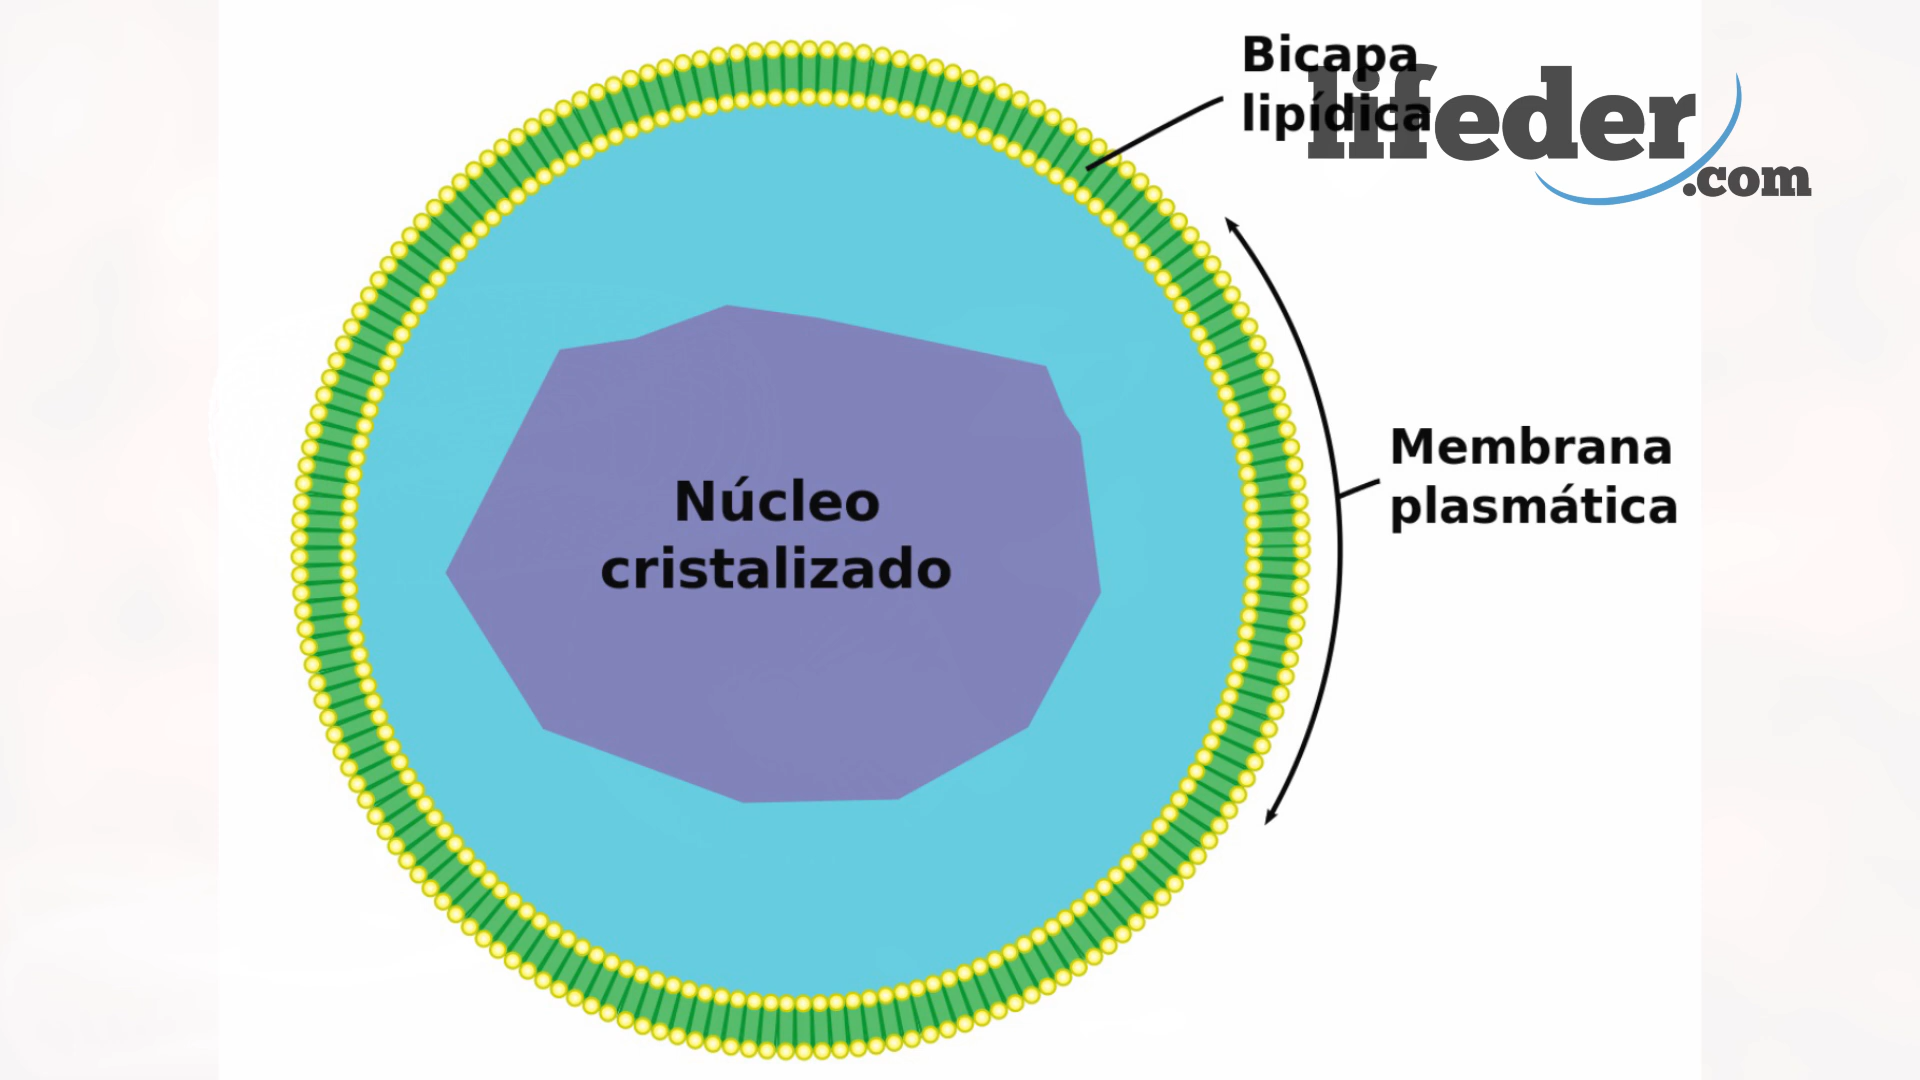 Bicapa
lipídica
lifeder
.com
Membrana
plasmática
Núcleo
cristalizado